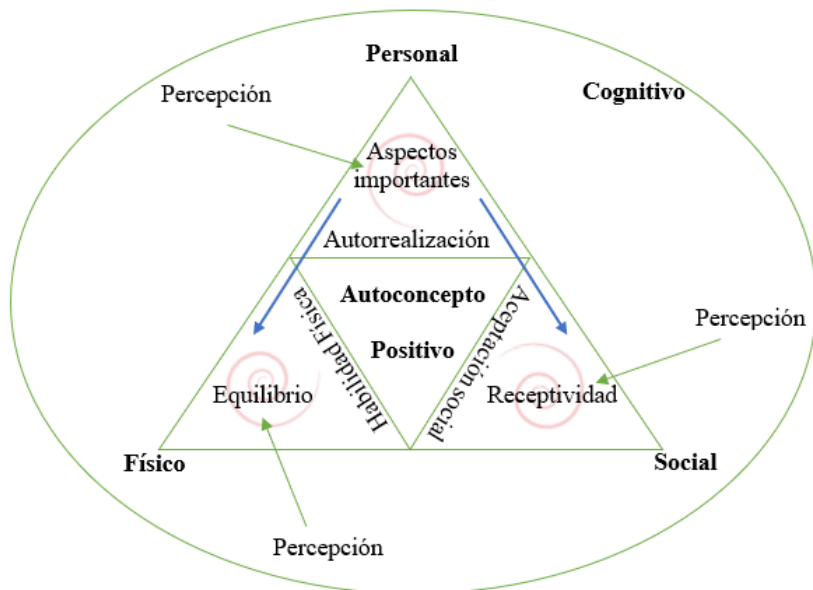 Personal
Cognitivo
Percepción
Aspectos
importantes
Autorrealización
Autoconcepto
Positivo
Habilidad Física
Aceptación social
Percepción
Equilibrio
Receptividad
Físico
Social
Percepción